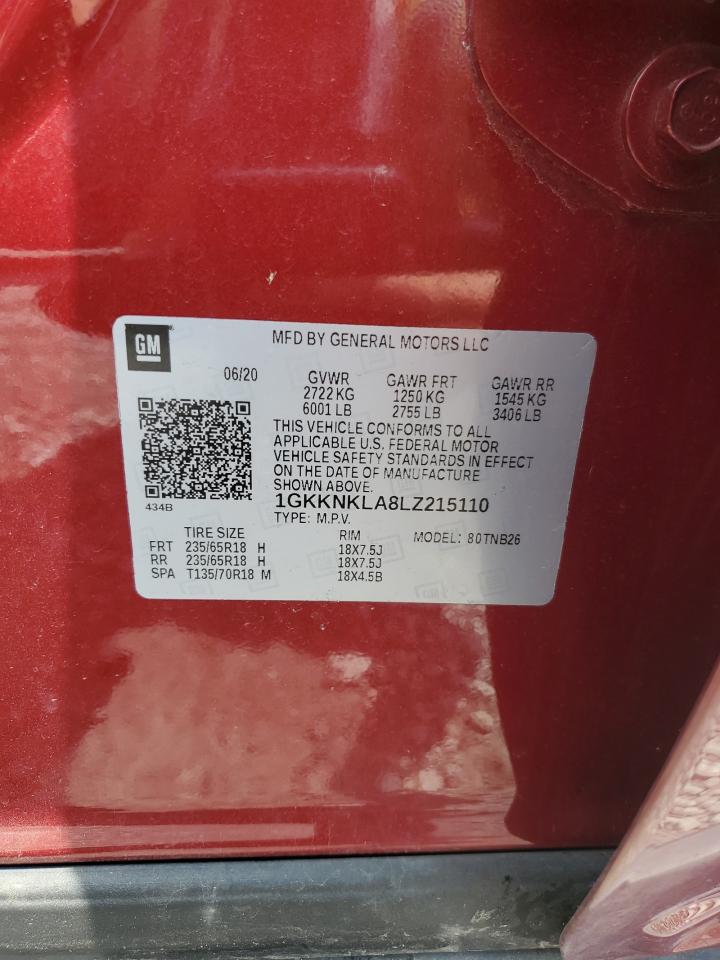 GM
MFD BY GENERAL MOTORS LLC
06/20 GVWR GAWR FRT GAWR RR
2722 KG 1250 KG 1545 KG
6001 LB 2755 LB 3406 LB
THIS VEHICLE CONFORMS TO ALL
APPLICABLE U.S. FEDERAL MOTOR
VEHICLE SAFETY STANDARDS IN EFFECT
ON THE DATE OF MANUFACTURE
SHOWN ABOVE.
434B 1GKKNKLA8LZ215110
TYPE: M.P.V.
TIRE SIZE RIM MODEL: 80TNB26
FRT 235/65R18 H 18X7.5J
RR 235/65R18 H 18X7.5J
SPA T135/70R18 M 18X4.5B